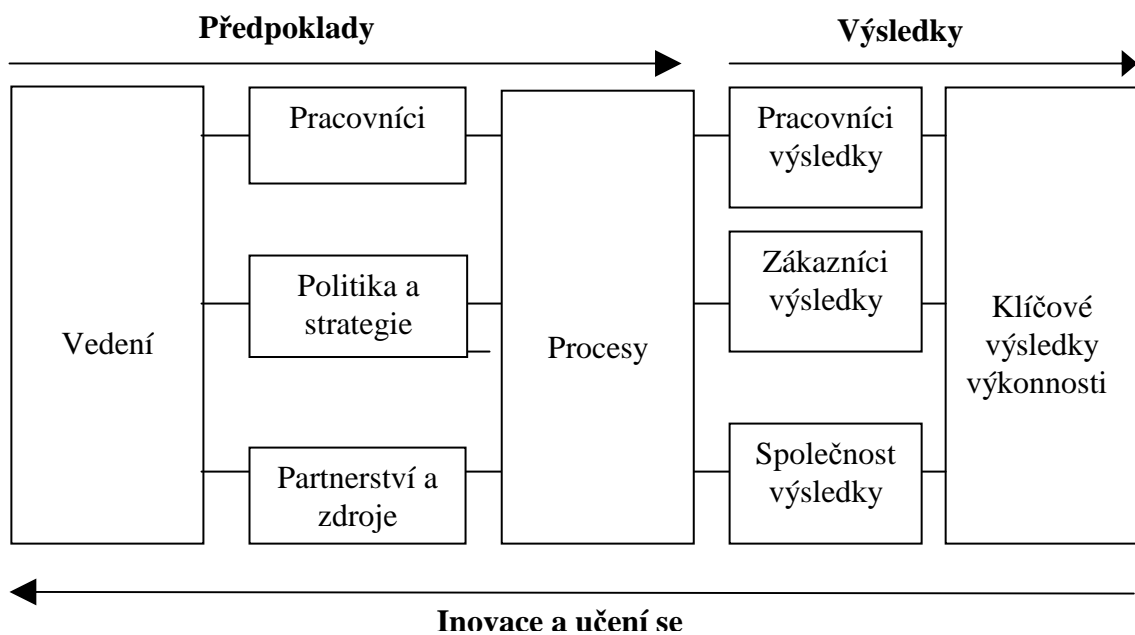 Předpoklady
Výsledky
Vedení
Pracovníci
Politika a
strategie
Partnerství a
zdroje
Procesy
Pracovníci
výsledky
Zákazníci
výsledky
Společnost
výsledky
Klíčové
výsledky
výkonnosti
Inovace a učení se